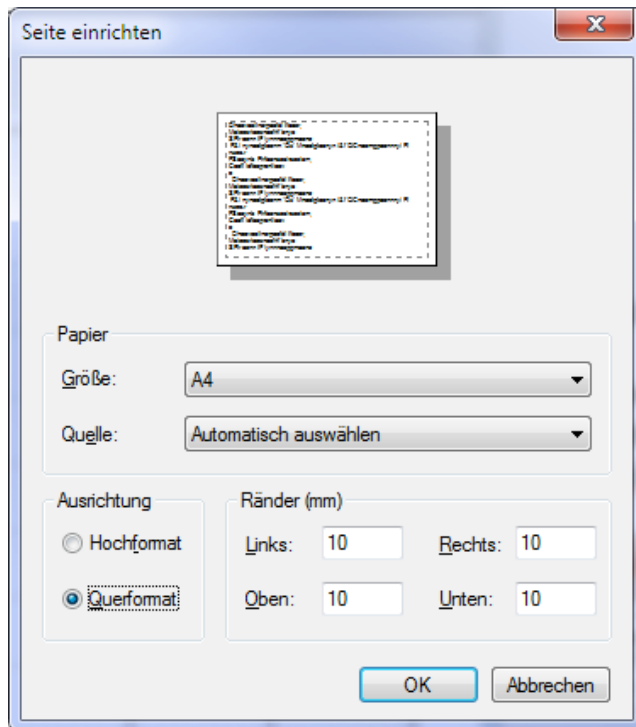 Seite einrichten
Papier
Größe: A4
Quelle: Automatisch auswählen
Ausrichtung
Hochformat
Querformat
Ränder (mm)
Links: 10 Rechts: 10
Oben: 10 Unten: 10
OK Abbrechen